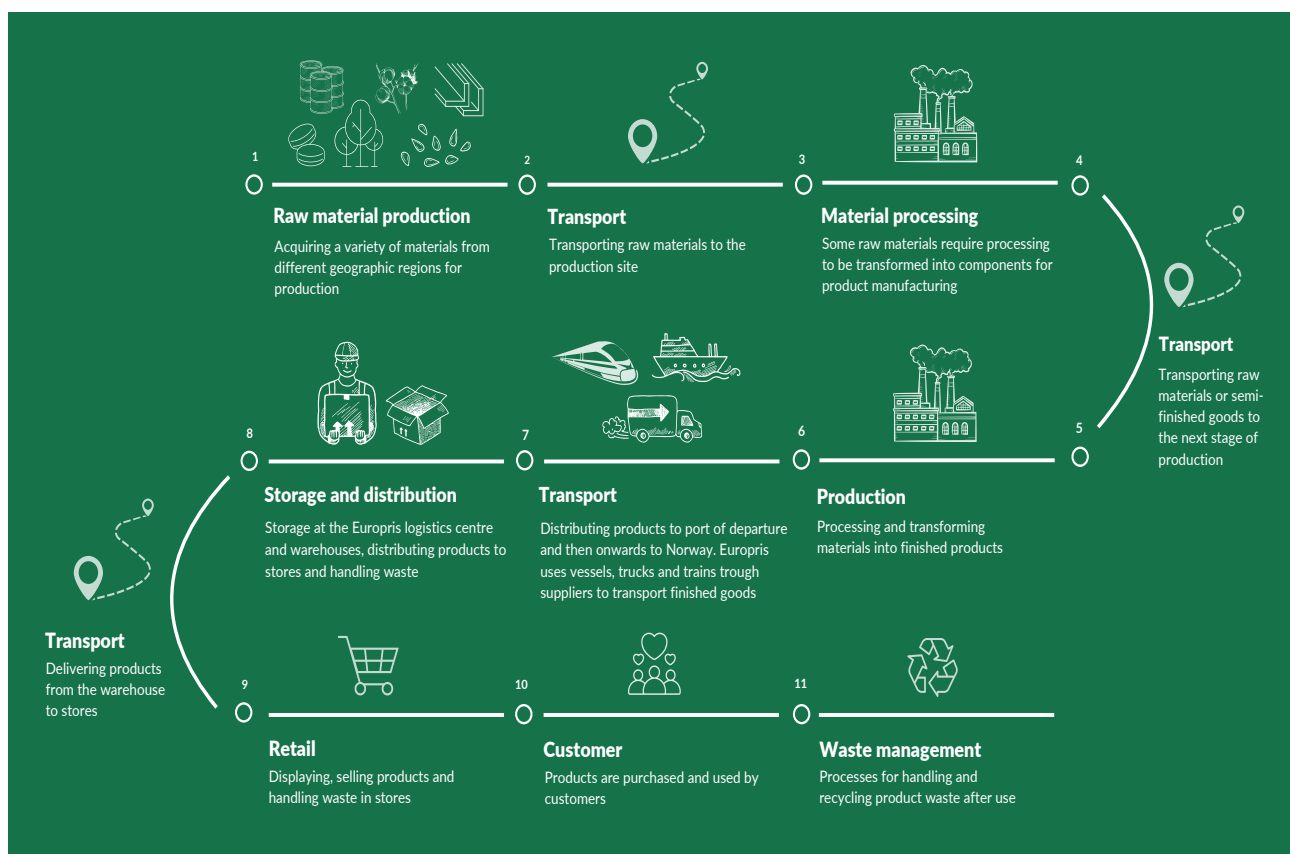 1
Raw material production
Acquiring a variety of materials from
different geographic regions for
production
2
Transport
Transporting raw materials to the
production site
3
Material processing
Some raw materials require processing
to be transformed into components for
product manufacturing
4
Transport
Transporting raw
materials or semi-
finished goods to
the next stage of
production
5
6
Production
Processing and transforming
materials into finished products
7
Transport
Distributing products to port of departure
and then onwards to Norway. Europris
uses vessels, trucks and trains trough
suppliers to transport finished goods
8
Storage and distribution
Storage at the Europris logistics centre
and warehouses, distributing products to
stores and handling waste
Transport
Delivering products
from the warehouse
to stores
9
Retail
Displaying, selling products and
handling waste in stores
10
Customer
Products are purchased and used by
customers
11
Waste management
Processes for handling and
recycling product waste after use